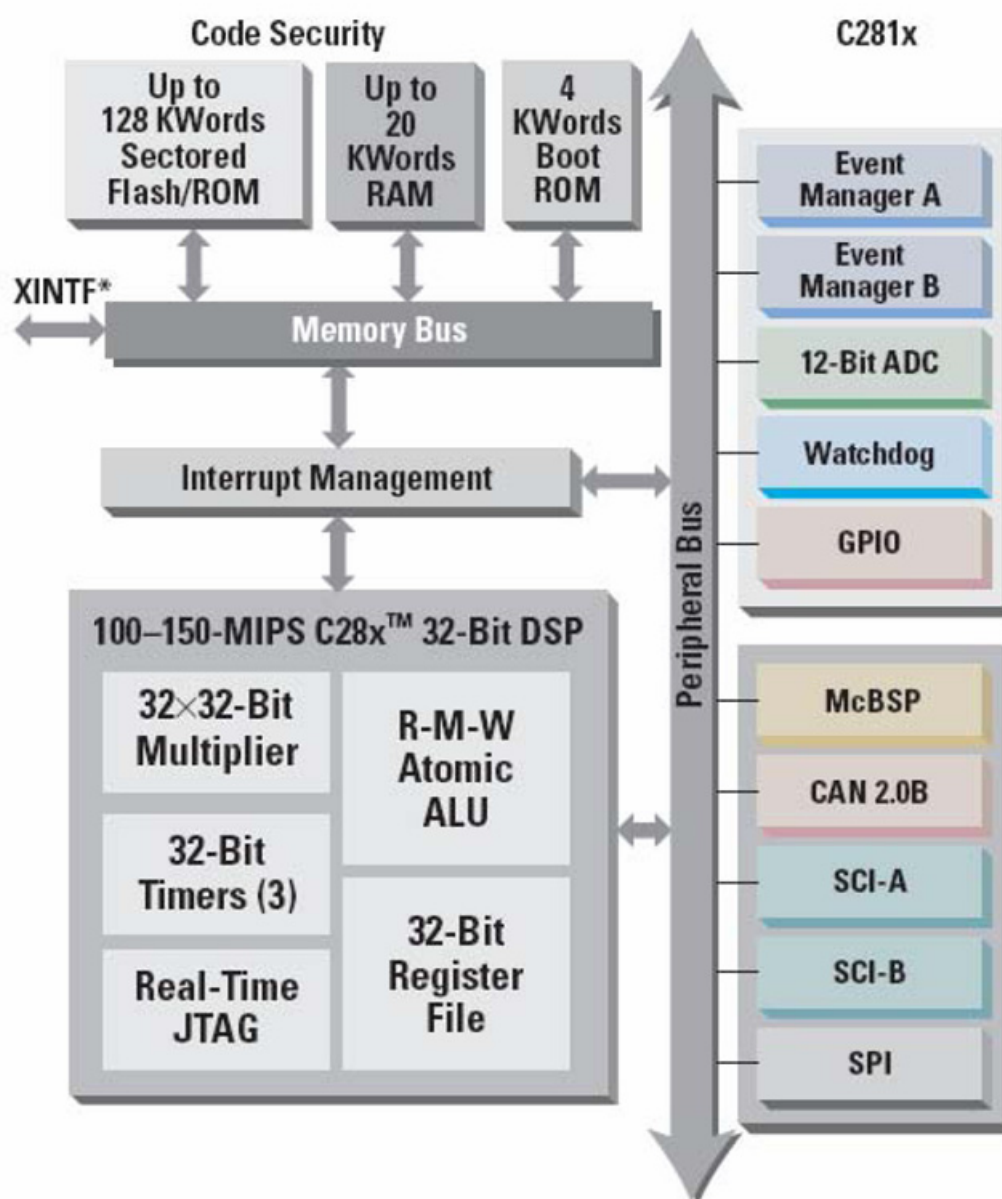 Code Security
C281x
Up to
128 KWords
Sectored
Flash/ROM
Up to
20
KWords
RAM
4
KWords
Boot
ROM
XINTF*
Memory Bus
Interrupt Management
100–150-MIPS C28x™ 32-Bit DSP
32×32-Bit
Multiplier
R-M-W
Atomic
ALU
32-Bit
Timers (3)
32-Bit
Register
File
Real-Time
JTAG
Peripheral Bus
Event
Manager A
Event
Manager B
12-Bit ADC
Watchdog
GPIO
McBSP
CAN 2.0B
SCI-A
SCI-B
SPI